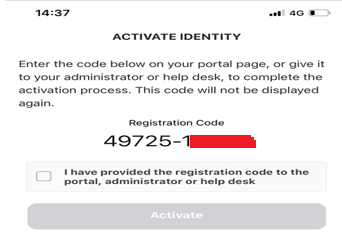 14:37
4G
ACTIVATE IDENTITY
Enter the code below on your portal page, or give it
to your administrator or help desk, to complete the
activation process. This code will not be displayed
again.
Registration Code
49725-1
I have provided the registration code to the
portal, administrator or help desk
Activate